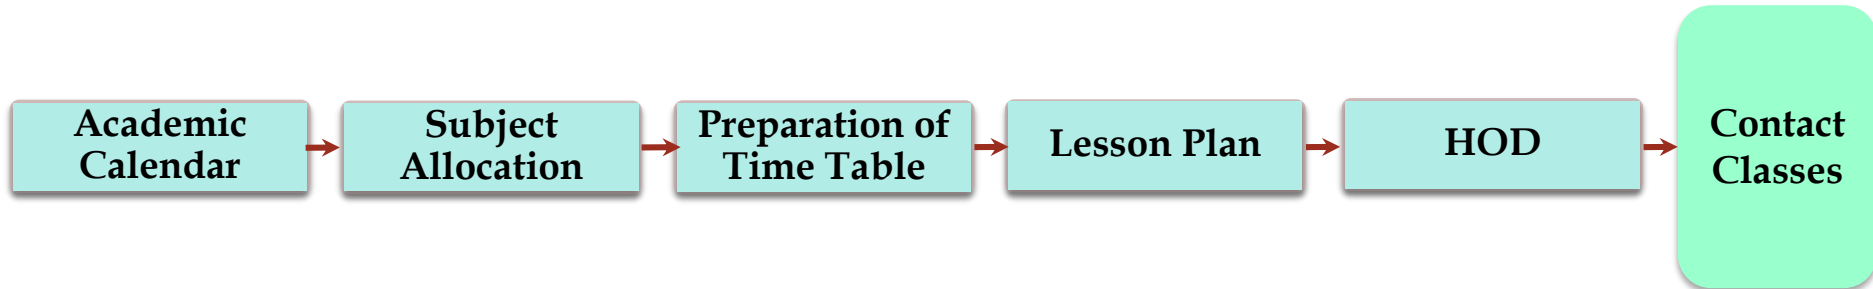 Academic
Calendar
Subject
Allocation
Preparation of
Time Table
Lesson Plan
HOD
Contact
Classes